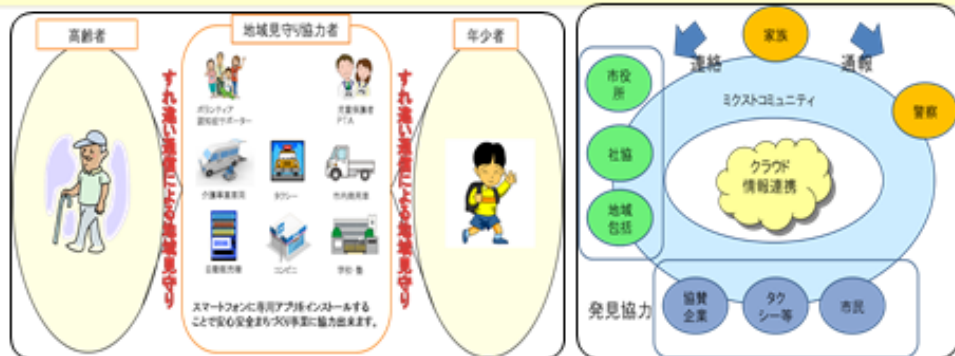 高齢者
地域見守り協力者
年少者
すれ違い通信による地域見守り
ボランティア
認知症サポーター
児童保護者
PTA
介護事業車両
タクシー
市内商用車
自動販売機
コンビニ
学校・塾
すれ違い通信による地域見守り
スマートフォンに専用アプリをインストールする
ことで安心安全まちづくり事業に協力出来ます。
家族
連絡
通報
市役
所
ミクストコミュニティ
警察
社協
クラウド
情報連携
地域
包括
発見協力
協賛
企業
タク
シー等
市民